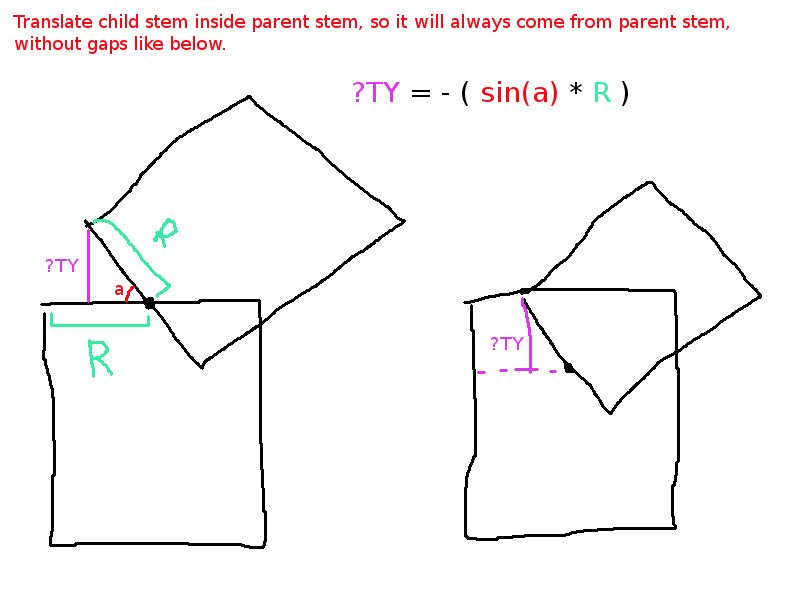 Translate child stem inside parent stem, so it will always come from parent stem,
without gaps like below.
?TY = - ( sin(a) * R )
R
?TY
a
R
?TY